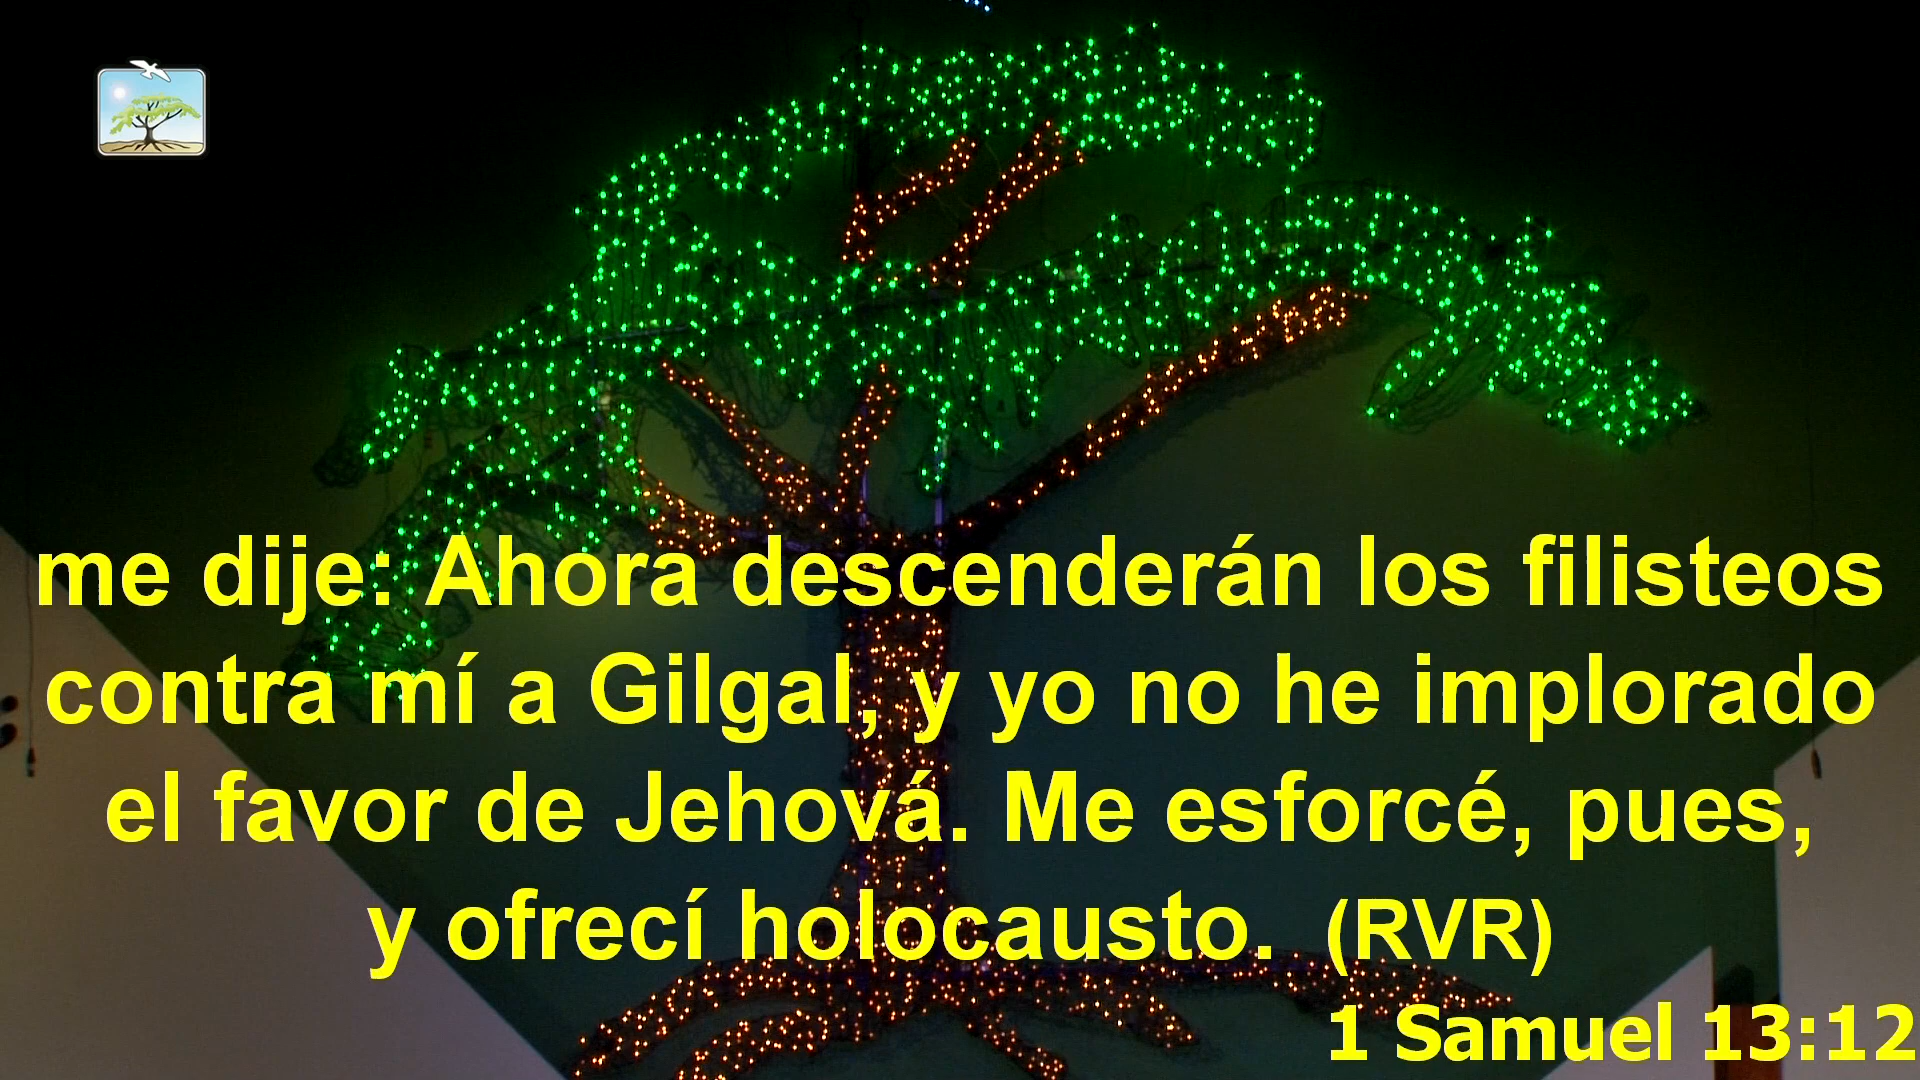 me dije: Ahora descenderán los filisteos
contra mí a Gilgal, y yo no he implorado
el favor de Jehová. Me esforcé, pues,
y ofrecí holocausto. (RVR)
1 Samuel 13:12